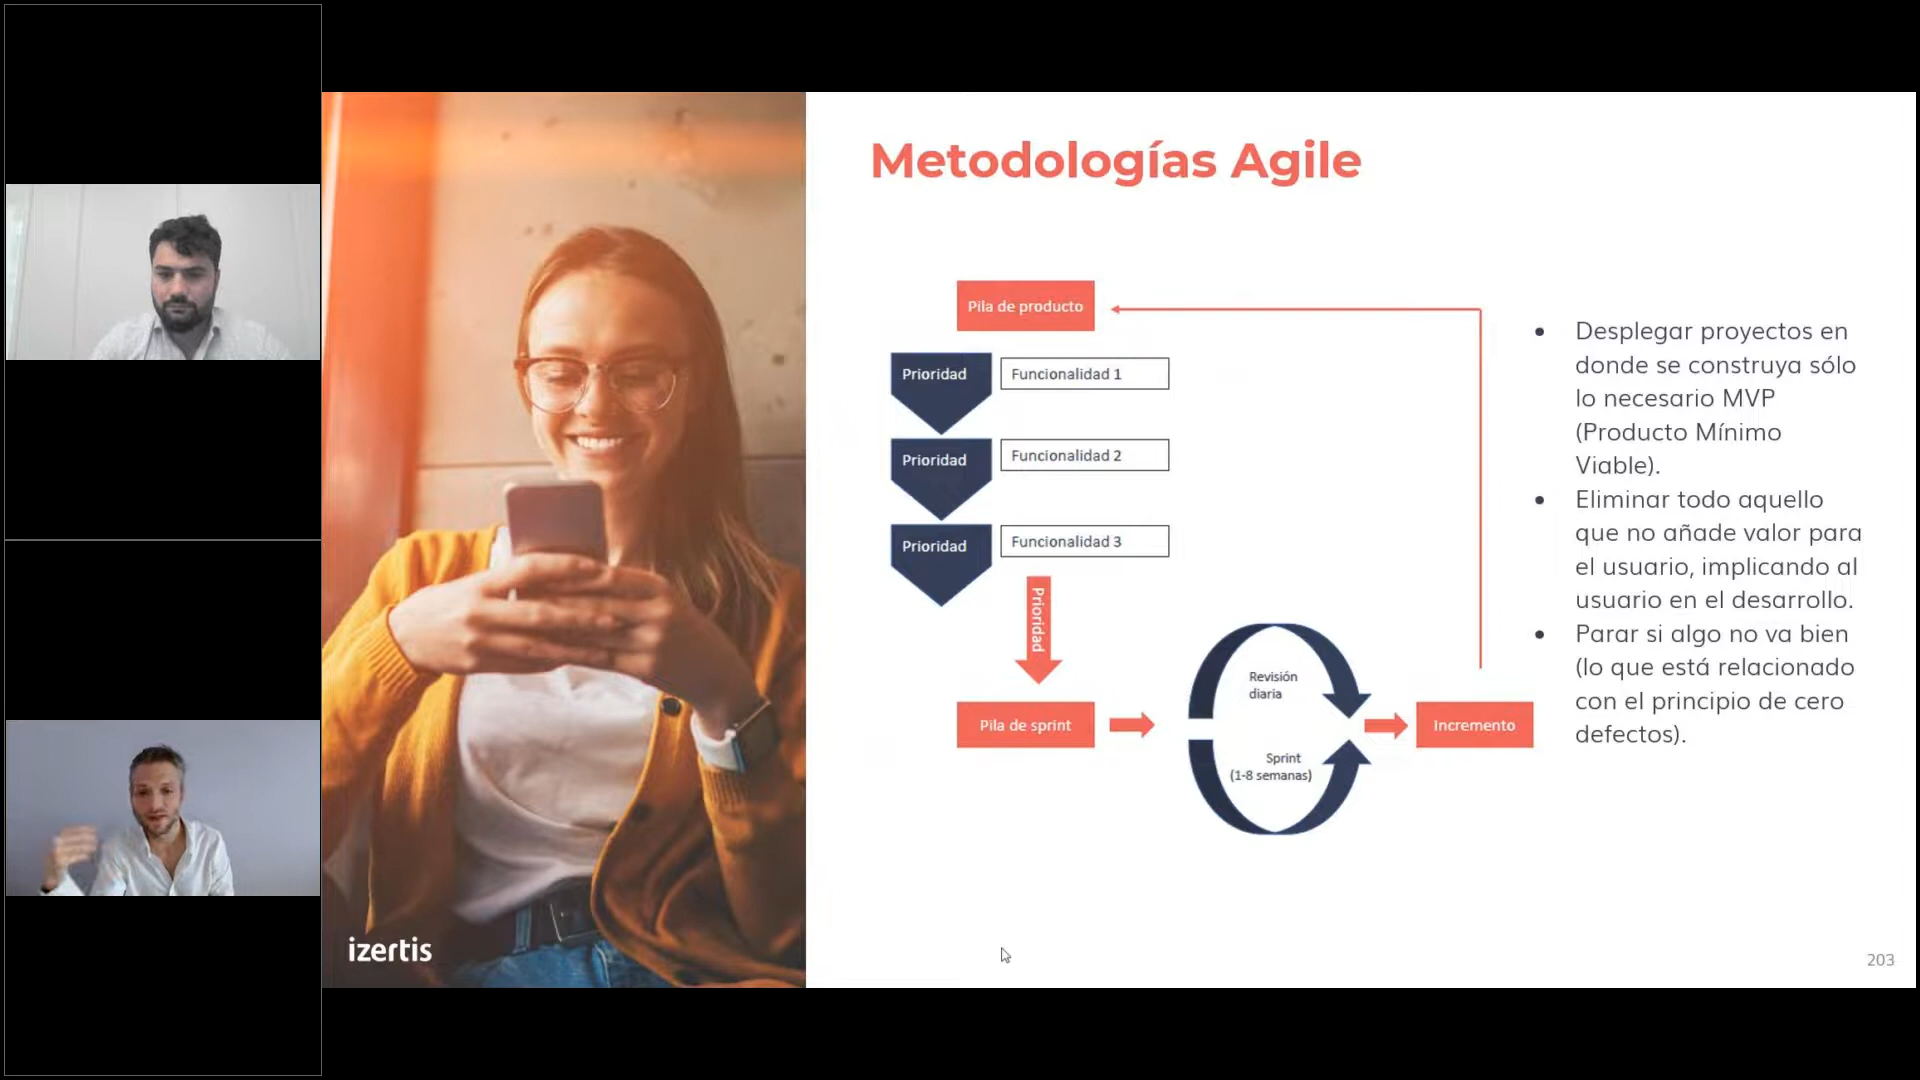 Metodologías Agile
Pila de producto
Prioridad
Funcionalidad 1
Prioridad
Funcionalidad 2
Prioridad
Funcionalidad 3
Prioridad
Pila de sprint
Revisión
diaria
Sprint
(1-8 semanas)
Incremento
Desplegar proyectos en
donde se construya sólo
lo necesario MVP
(Producto Mínimo
Viable).
Eliminar todo aquello
que no añade valor para
el usuario, implicando al
usuario en el desarrollo.
Parar si algo no va bien
(lo que está relacionado
con el principio de cero
defectos).
izertis
203